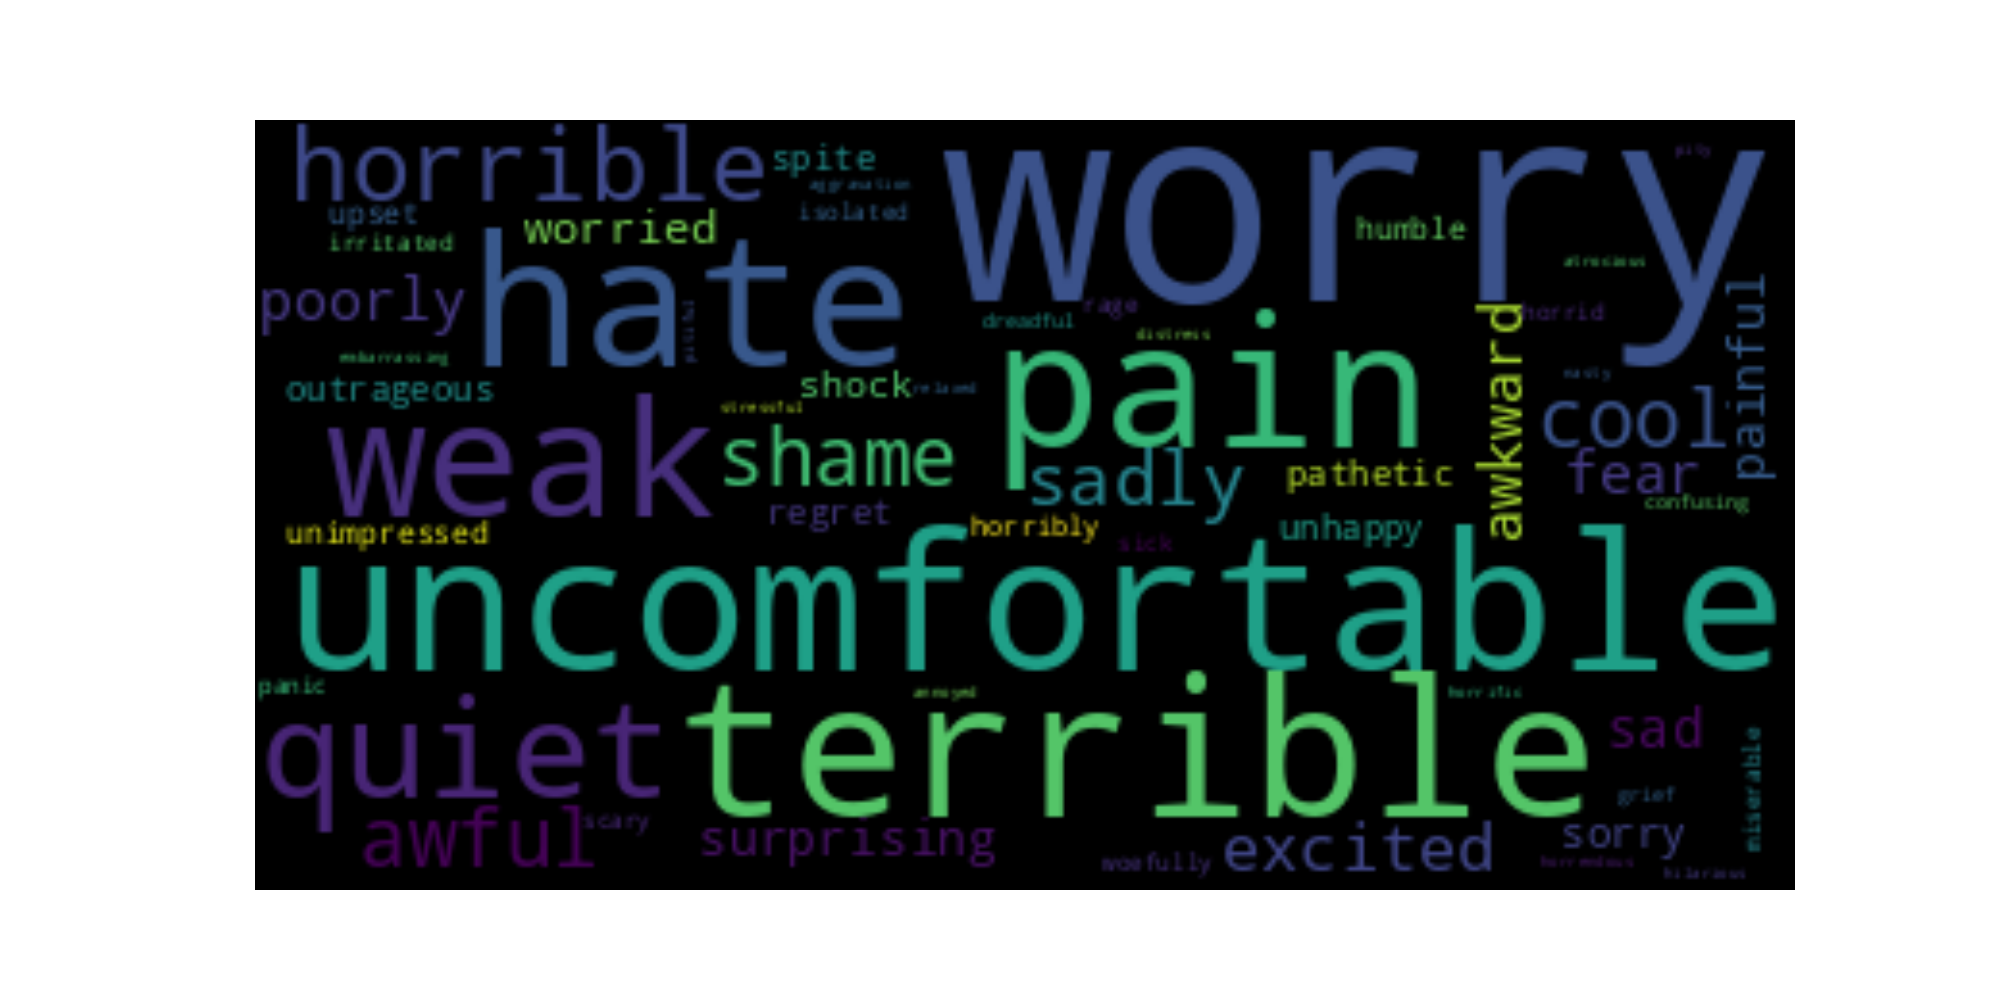 horrible
spite
worry
pity
aggravation
upset
isolated
worried
humble
irritated
hate
atrocious
poorly
painful
pitiful
rage
horrid
dreadful
awkward
distress
pain
embarrassing
outrageous
shock
relaxed
nasty
weak
stressful
cool
shame
sadly
pathetic
fear
regret
confusing
unimpressed
horribly
unhappy
sick
uncomfortable
panic
annoyed
horrific
quiet
terrible
sad
miserable
grief
awful
scary
surprising
excited
sorry
woefully
horrendous
hilarious